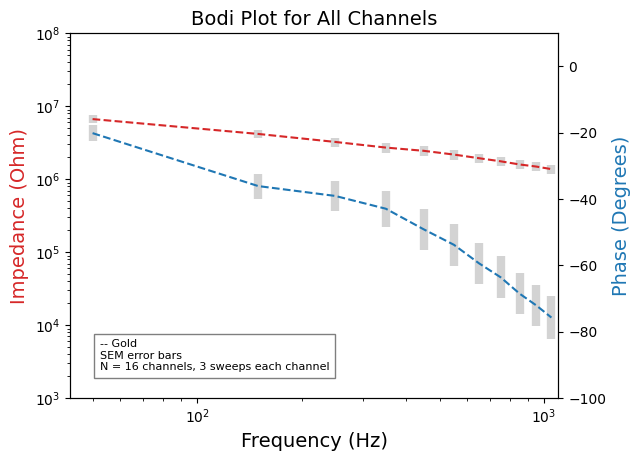 Bodi Plot for All Channels
10^8
10^7
10^6
10^5
10^4
10^3
Impedance (Ohm)
0
−20
−40
−60
−80
−100
Phase (Degrees)
-- Gold
SEM error bars
N = 16 channels, 3 sweeps each channel
10^2
10^3
Frequency (Hz)